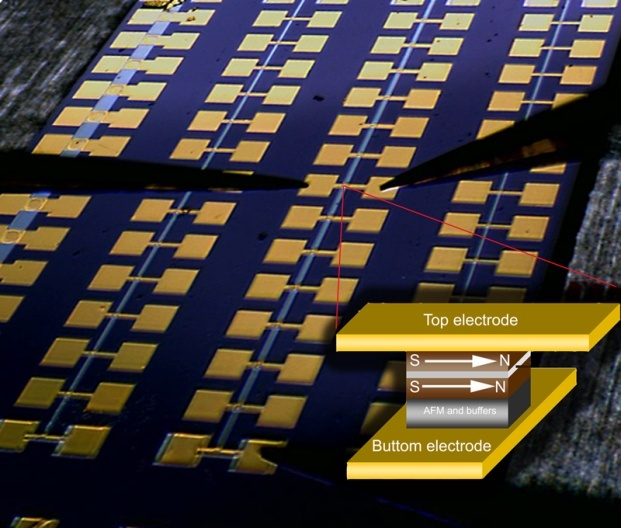 Top electrode
S N
S N
AFM and buffers
Buttom electrode